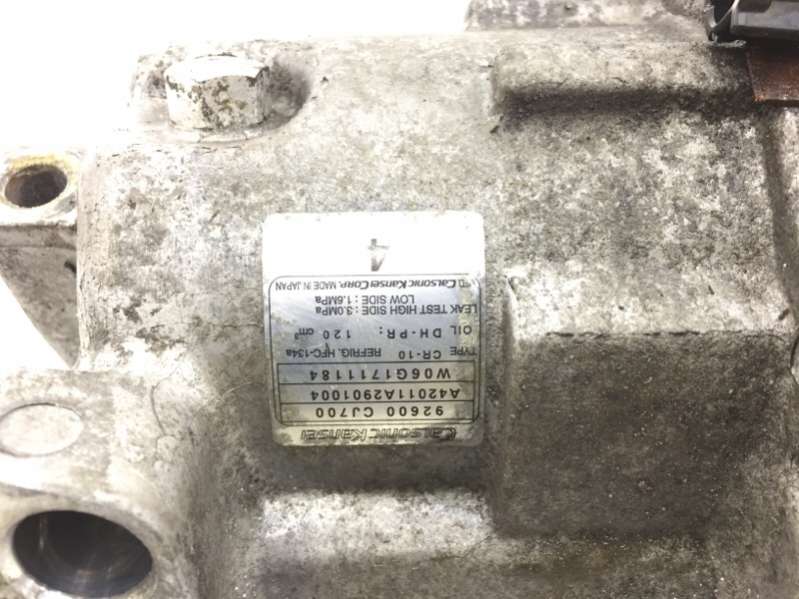 Calsonic Kansei
92600 CJ700
A42011A2901004
W06G1711184
TYPE CR-10 REFRIG. HFC-134a
OIL DH-PR: 120 cm³
LEAK TEST HIGH SIDE : 3.0MPa
LOW SIDE : 1.6MPa
Calsonic Kansei Corp. MADE IN JAPAN
4